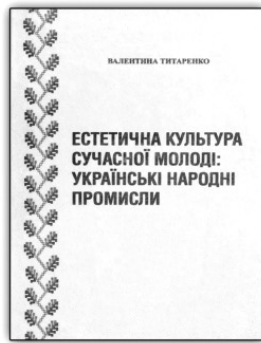 ВАЛЕНТИНА ТИТАРЕНКО
ЕСТЕТИЧНА КУЛЬТУРА
СУЧАСНОЇ МОЛОДІ:
УКРАЇНСЬКІ НАРОДНІ
ПРОМИСЛИ